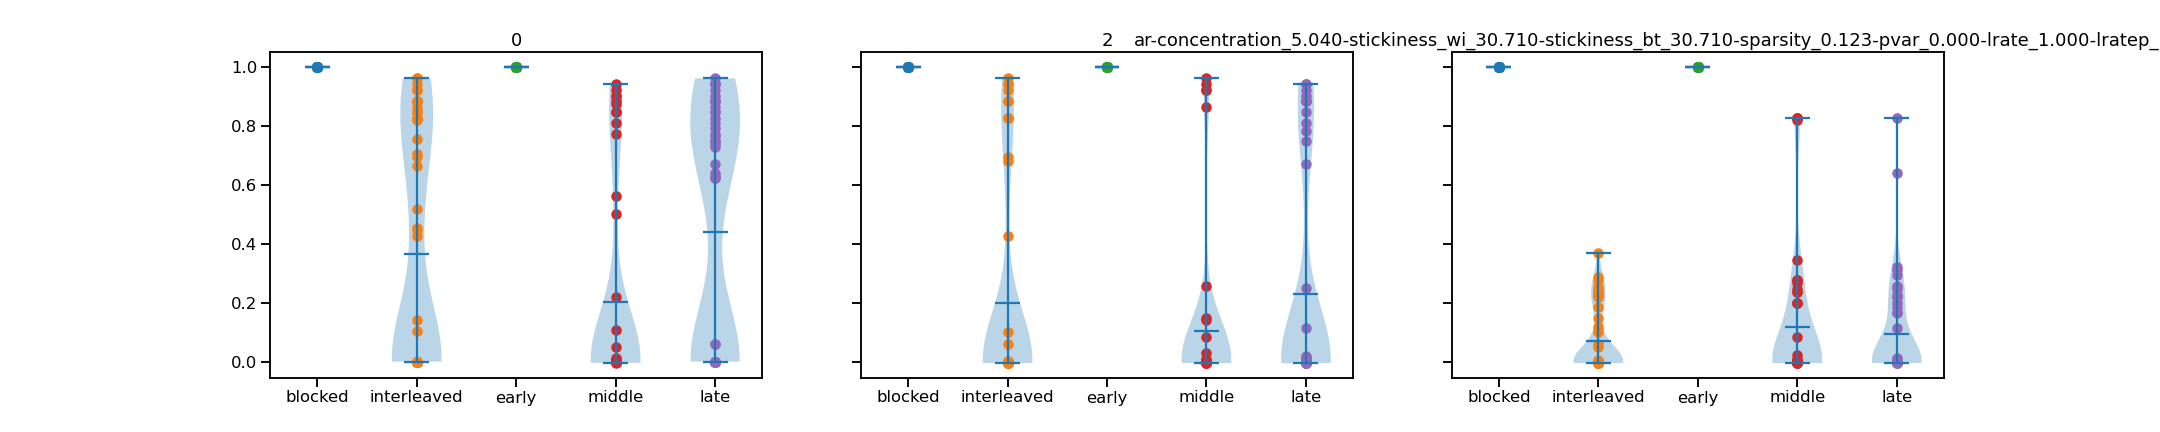 0
2 ar-concentration_5.040-stickiness_wi_30.710-stickiness_bt_30.710-sparsity_0.123-pvar_0.000-lrate_1.000-lratep_
1.0
0.8
0.6
0.4
0.2
0.0
blocked interleaved early middle late
blocked interleaved early middle late
blocked interleaved early middle late